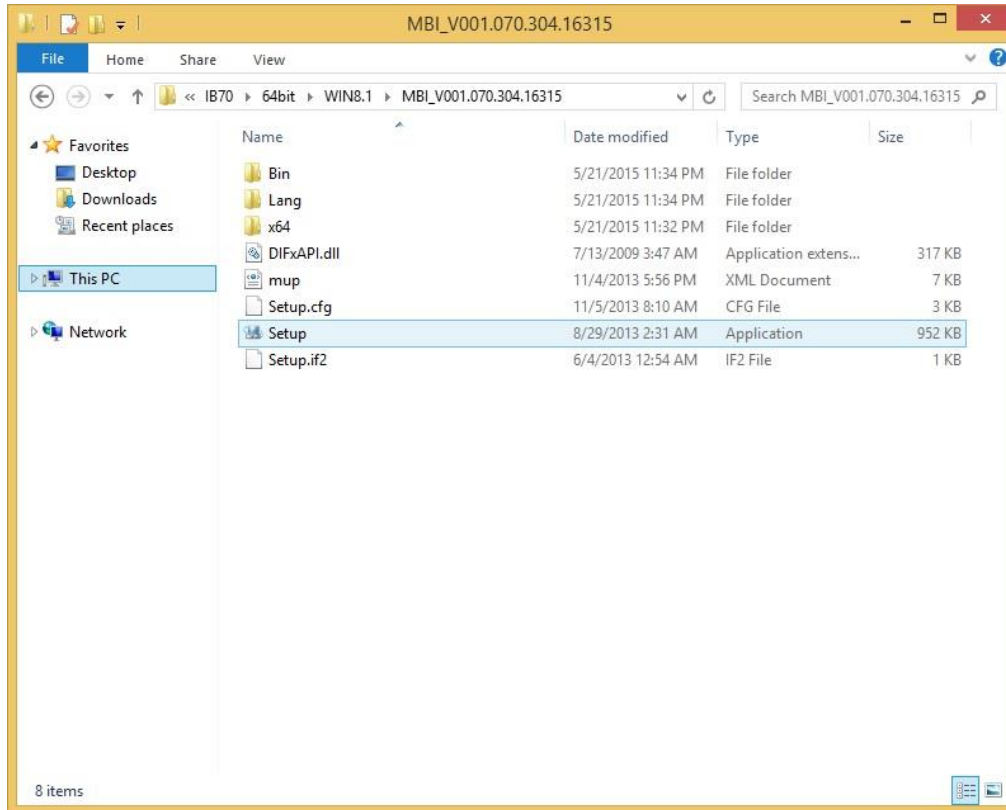 MBI_V001.070.304.16315
File Home Share View
« IB70 64bit WIN8.1 MBI_V001.070.304.16315 Search MBI_V001.070.304.16315
Favorites
Desktop
Downloads
Recent places
This PC
Network
Name Date modified Type Size
Bin 5/21/2015 11:34 PM File folder
Lang 5/21/2015 11:34 PM File folder
x64 5/21/2015 11:32 PM File folder
DIFxAPI.dll 7/13/2009 3:47 AM Application extens... 317 KB
mup 11/4/2013 5:56 PM XML Document 7 KB
Setup.cfg 11/5/2013 8:10 AM CFG File 3 KB
Setup 8/29/2013 2:31 AM Application 952 KB
Setup.if2 6/4/2013 12:54 AM IF2 File 1 KB
8 items